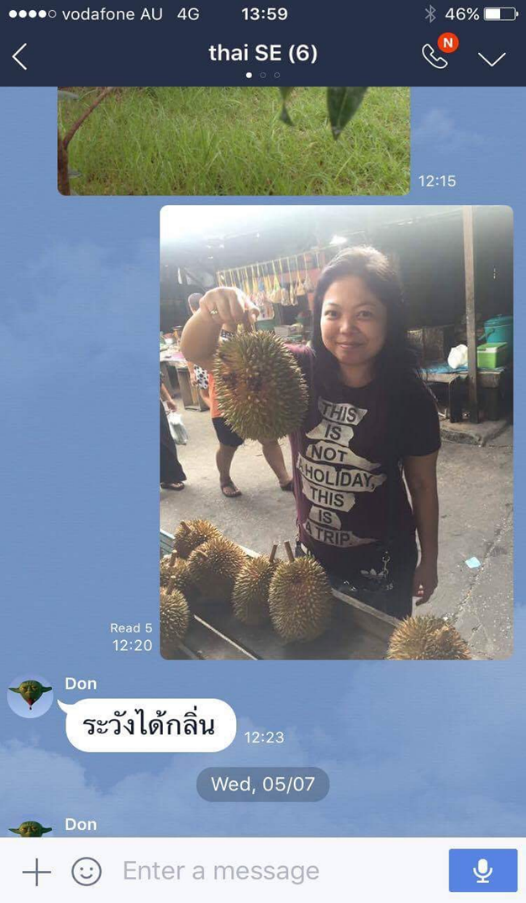 vodafone AU 4G 13:59 46%
thai SE (6)
N
12:15
THIS
IS
NOT
A HOLIDAY,
THIS
IS
A TRIP.
Read 5
12:20
Don
ระวังได้กลิ่น
12:23
Wed, 05/07
Don
Enter a message